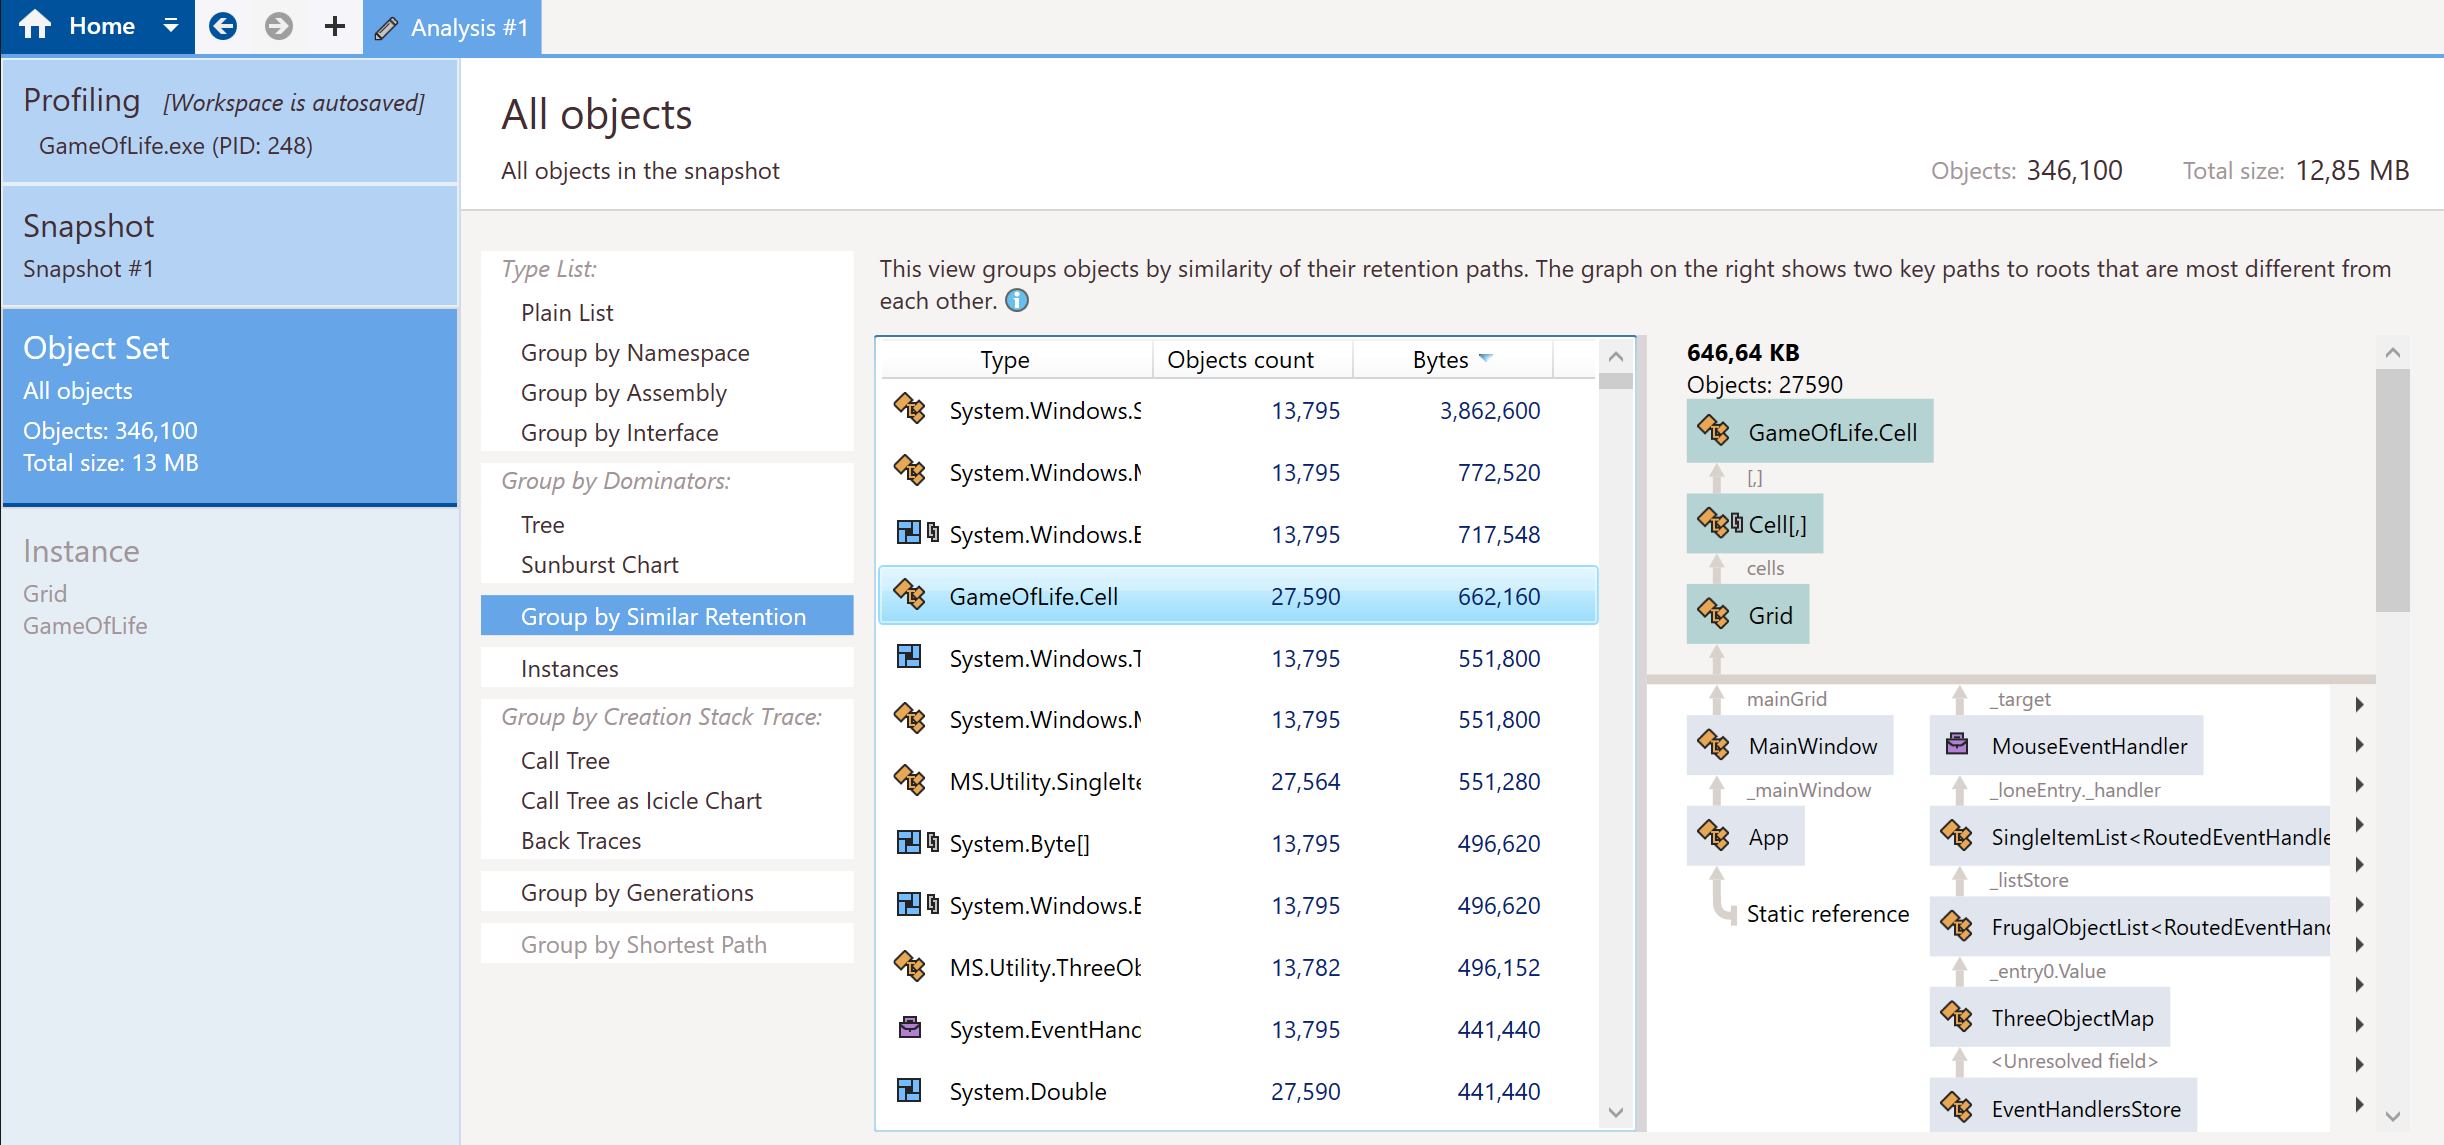 Home
Analysis #1
Profiling [Workspace is autosaved]
GameOfLife.exe (PID: 248)
Snapshot
Snapshot #1
Object Set
All objects
Objects: 346,100
Total size: 13 MB
Instance
Grid
GameOfLife
All objects
All objects in the snapshot
Objects: 346,100 Total size: 12,85 MB
Type List:
Plain List
Group by Namespace
Group by Assembly
Group by Interface
Group by Dominators:
Tree
Sunburst Chart
Group by Similar Retention
Instances
Group by Creation Stack Trace:
Call Tree
Call Tree as Icicle Chart
Back Traces
Group by Generations
Group by Shortest Path
This view groups objects by similarity of their retention paths. The graph on the right shows two key paths to roots that are most different from
each other.
Type Objects count Bytes
System.Windows.S 13,795 3,862,600
System.Windows.M 13,795 772,520
System.Windows.E 13,795 717,548
GameOfLife.Cell 27,590 662,160
System.Windows.T 13,795 551,800
System.Windows.M 13,795 551,800
MS.Utility.SingleIte 27,564 551,280
System.Byte[] 13,795 496,620
System.Windows.E 13,795 496,620
MS.Utility.ThreeOb 13,782 496,152
System.EventHand 13,795 441,440
System.Double 27,590 441,440
646,64 KB
Objects: 27590
GameOfLife.Cell
[,]
Cell[,]
cells
Grid
mainGrid
MainWindow
_mainWindow
App
Static reference
_target
MouseEventHandler
_loneEntry._handler
SingleItemList<RoutedEventHandle
_listStore
FrugalObjectList<RoutedEventHand
_entry0.Value
ThreeObjectMap
<Unresolved field>
EventHandlersStore